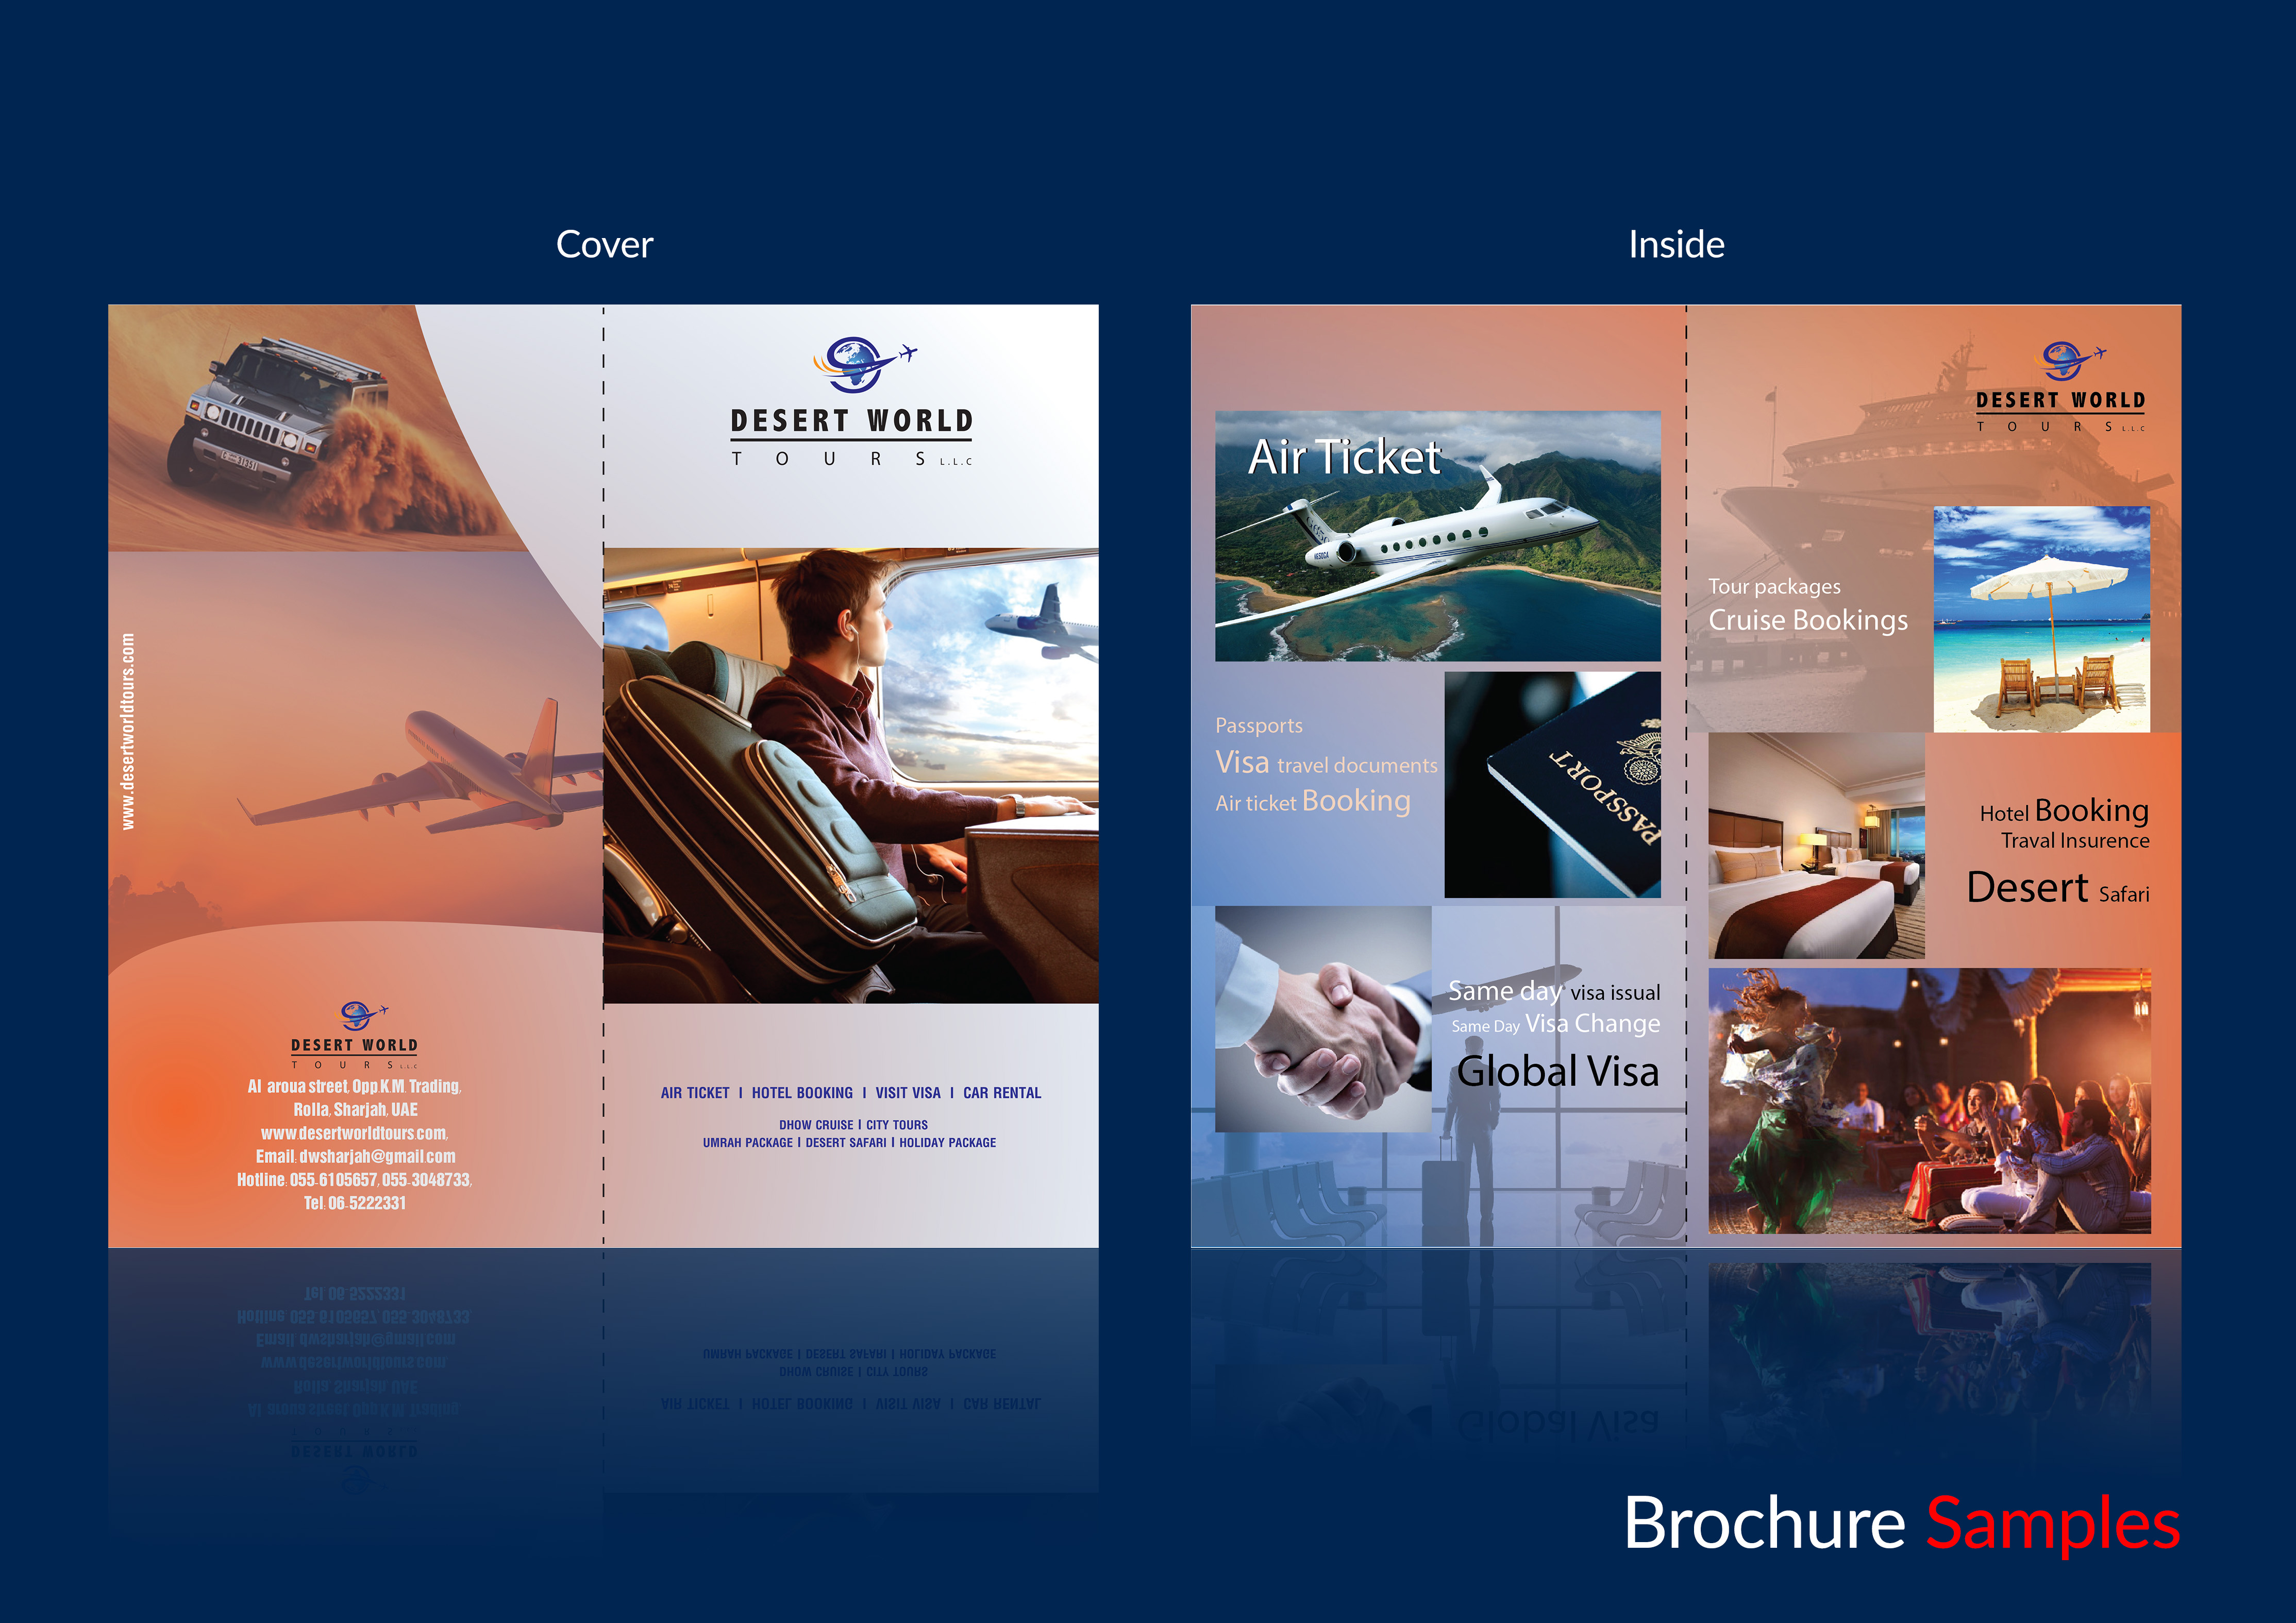 Cover
Inside
www.desertworldtours.com
DESERT WORLD
TOURS L.L.C
Al aroua street, Opp K M Trading,
Rolla, Sharjah, UAE
www.desertworldtours.com,
Email: dwsharjah@gmail.com
Hotline: 055-6105657, 055-3048733,
Tel: 06-5222331
DESERT WORLD
TOURS L.L.C
AIR TICKET I HOTEL BOOKING I VISIT VISA I CAR RENTAL
DHOW CRUISE I CITY TOURS
UMRAH PACKAGE I DESERT SAFARI I HOLIDAY PACKAGE
Air Ticket
Passports
Visa travel documents
Air ticket Booking
PASSPORT
Same day visa issual
Same Day Visa Change
Global Visa
DESERT WORLD
TOURS L.L.C
Tour packages
Cruise Bookings
Hotel Booking
Traval Insurence
Desert Safari
Brochure Samples